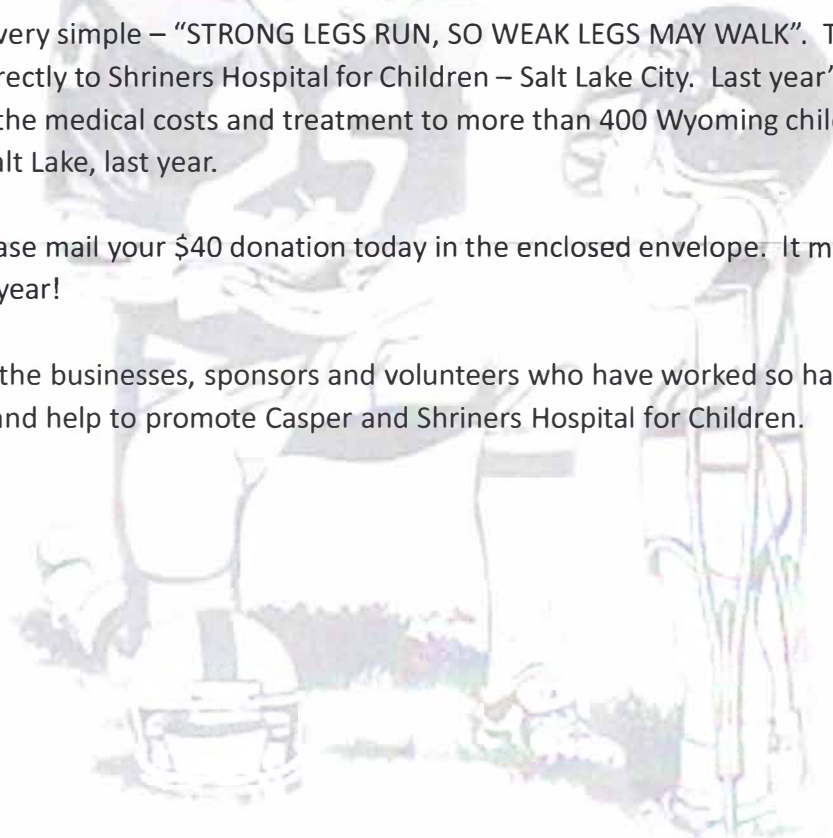 very simple – “STRONG LEGS RUN, SO WEAK LEGS MAY WALK”. T
rectly to Shriners Hospital for Children – Salt Lake City. Last year’
the medical costs and treatment to more than 400 Wyoming chil
alt Lake, last year.
ase mail your $40 donation today in the enclosed envelope. It m
year!
the businesses, sponsors and volunteers who have worked so ha
and help to promote Casper and Shriners Hospital for Children.